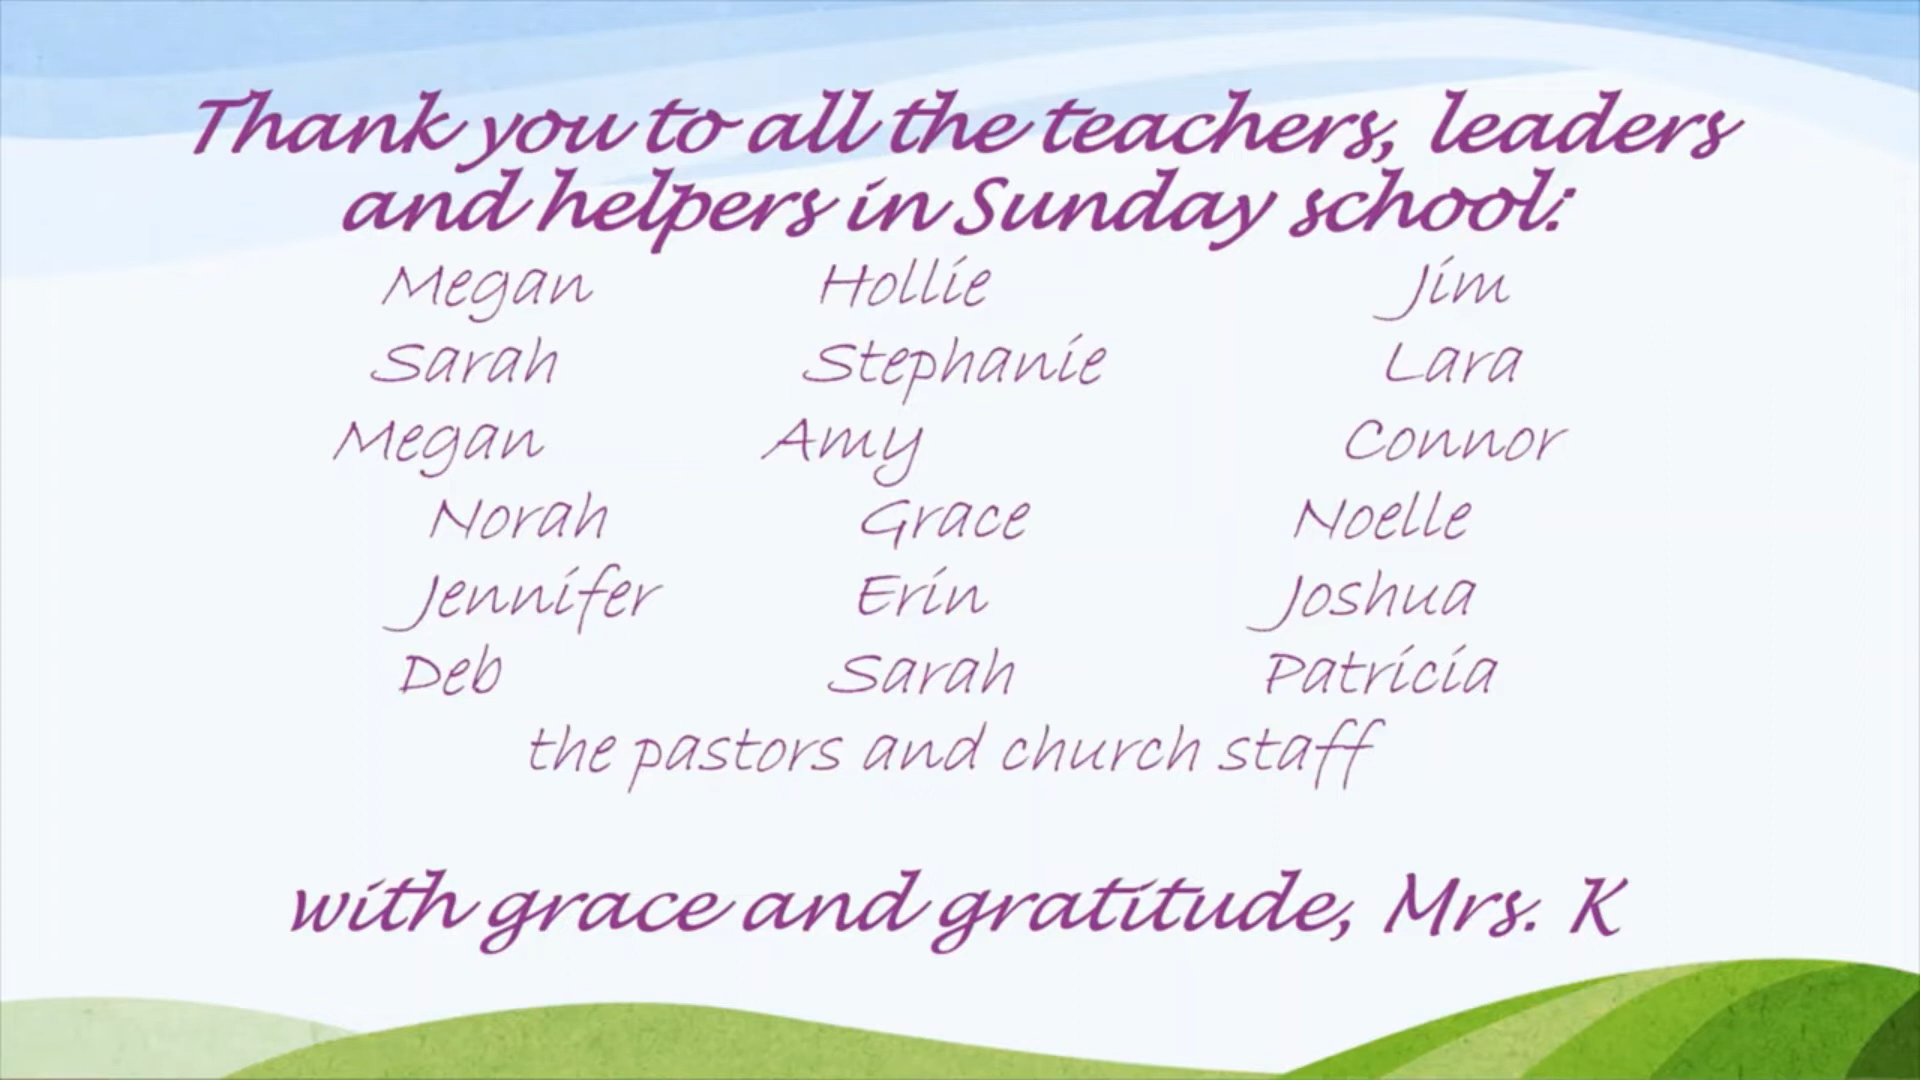 Thank you to all the teachers, leaders
and helpers in Sunday school:
Megan Hollie Jim
Sarah Stephanie Lara
Megan Amy Connor
Norah Grace Noelle
Jennifer Erin Joshua
Deb Sarah Patricia
the pastors and church staff
with grace and gratitude, Mrs. K